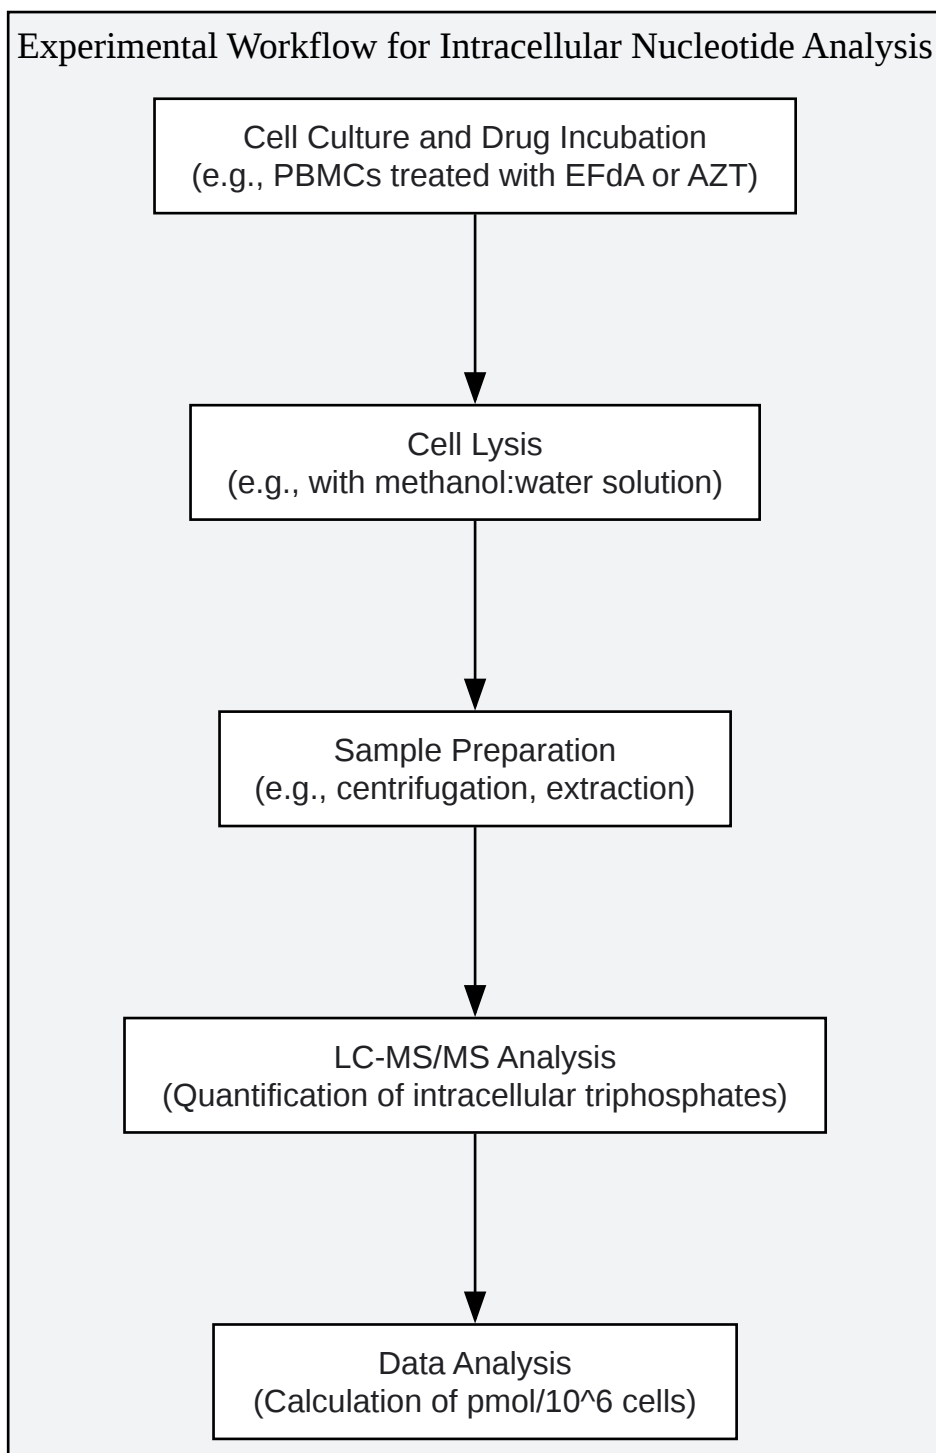 Experimental Workflow for Intracellular Nucleotide Analysis
Cell Culture and Drug Incubation
(e.g., PBMCs treated with EFdA or AZT)
Cell Lysis
(e.g., with methanol:water solution)
Sample Preparation
(e.g., centrifugation, extraction)
LC-MS/MS Analysis
(Quantification of intracellular triphosphates)
Data Analysis
(Calculation of pmol/10^6 cells)